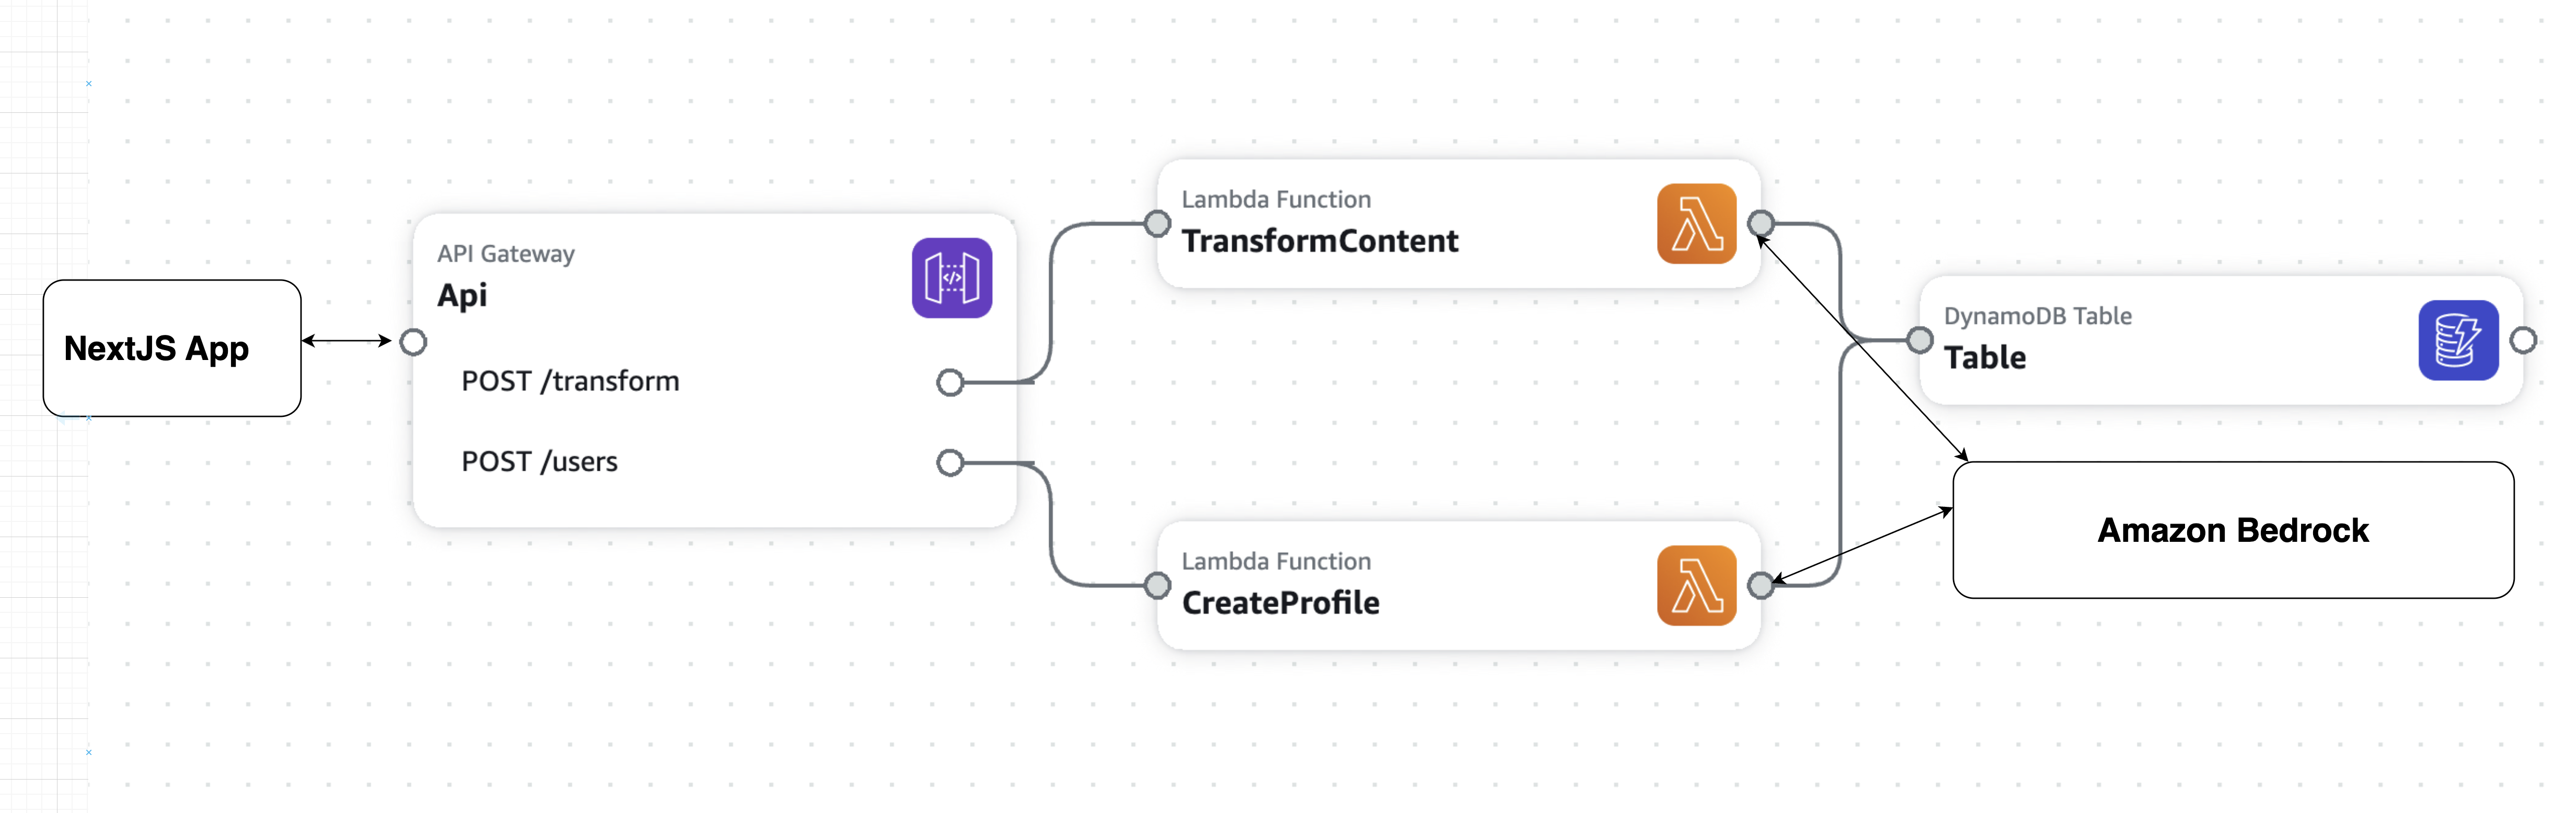 NextJS App
API Gateway
Api
POST /transform
POST /users
Lambda Function
TransformContent
Lambda Function
CreateProfile
DynamoDB Table
Table
Amazon Bedrock